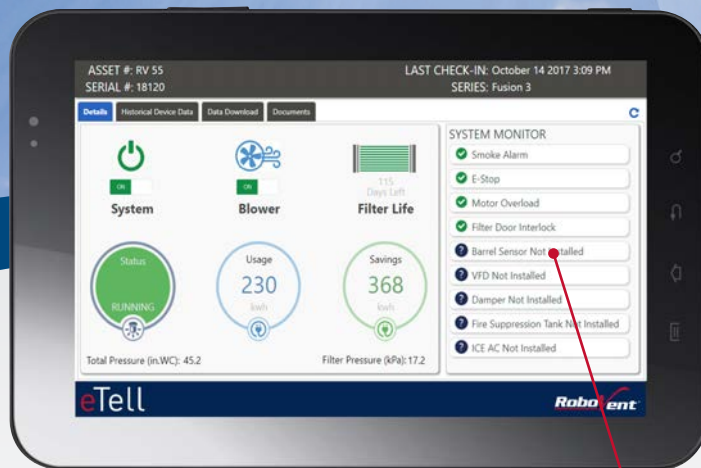 ASSET #: RV 55
SERIAL #: 18120
LAST CHECK-IN: October 14 2017 3:09 PM
SERIES: Fusion 3
Details Historical Device Data Data Download Documents
ON
System
ON
Blower
115
Days Left
Filter Life
Status
RUNNING
Usage
230
kwh
Savings
368
kwh
Total Pressure (in.WC): 45.2
Filter Pressure (kPa): 17.2
SYSTEM MONITOR
Smoke Alarm
E-Stop
Motor Overload
Filter Door Interlock
Barrel Sensor Not Installed
VFD Not Installed
Damper Not Installed
Fire Suppression Tank Not Installed
ICE AC Not Installed
eTell
RoboVent